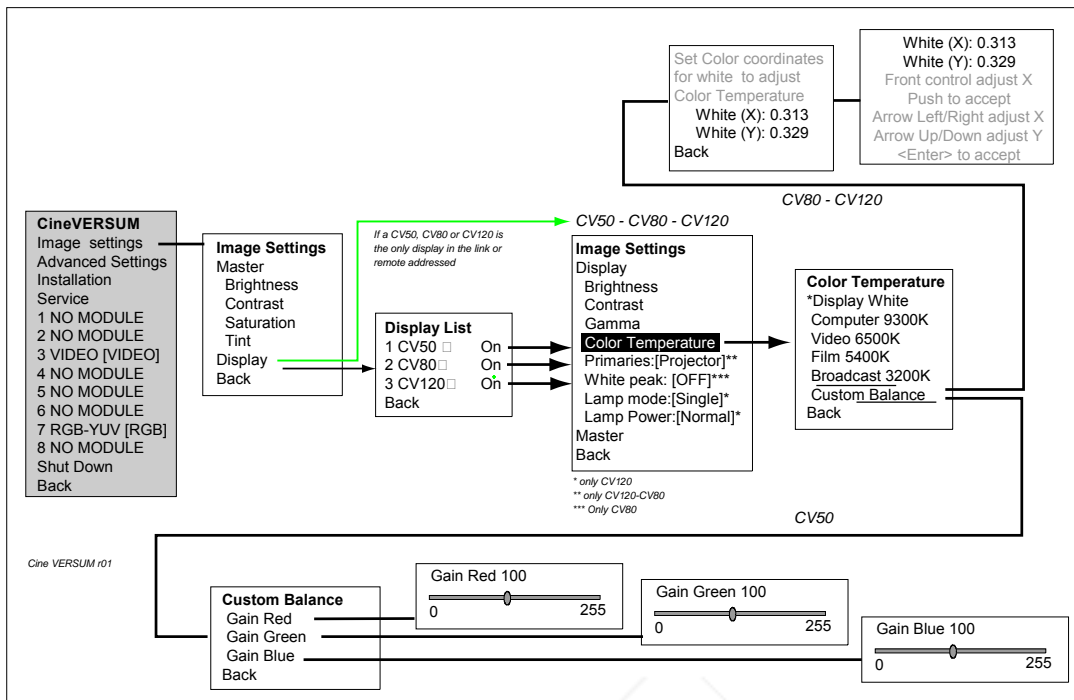 Set Color coordinates
for white to adjust
Color Temperature
White (X): 0.313
White (Y): 0.329
Back
White (X): 0.313
White (Y): 0.329
Front control adjust X
Push to accept
Arrow Left/Right adjust X
Arrow Up/Down adjust Y
<Enter> to accept
CV80 - CV120
CineVERSUM
Image settings
Advanced Settings
Installation
Service
1 NO MODULE
2 NO MODULE
3 VIDEO [VIDEO]
4 NO MODULE
5 NO MODULE
6 NO MODULE
7 RGB-YUV [RGB]
8 NO MODULE
Shut Down
Back
Image Settings
Master
Brightness
Contrast
Saturation
Tint
Display
Back
If a CV50, CV80 or CV120 is
the only display in the link or
remote addressed
Display List
1 CV50 □ On
2 CV80□ On
3 CV120□ On
Back
CV50 - CV80 - CV120
Image Settings
Display
Brightness
Contrast
Gamma
Color Temperature
Primaries:[Projector]**
White peak: [OFF]***
Lamp mode:[Single]*
Lamp Power:[Normal]*
Master
Back
* only CV120
** only CV120-CV80
*** Only CV80
Color Temperature
*Display White
Computer 9300K
Video 6500K
Film 5400K
Broadcast 3200K
Custom Balance
Back
CV50
Cine VERSUM r01
Custom Balance
Gain Red
Gain Green
Gain Blue
Back
Gain Red 100
0 255
Gain Green 100
0 255
Gain Blue 100
0 255